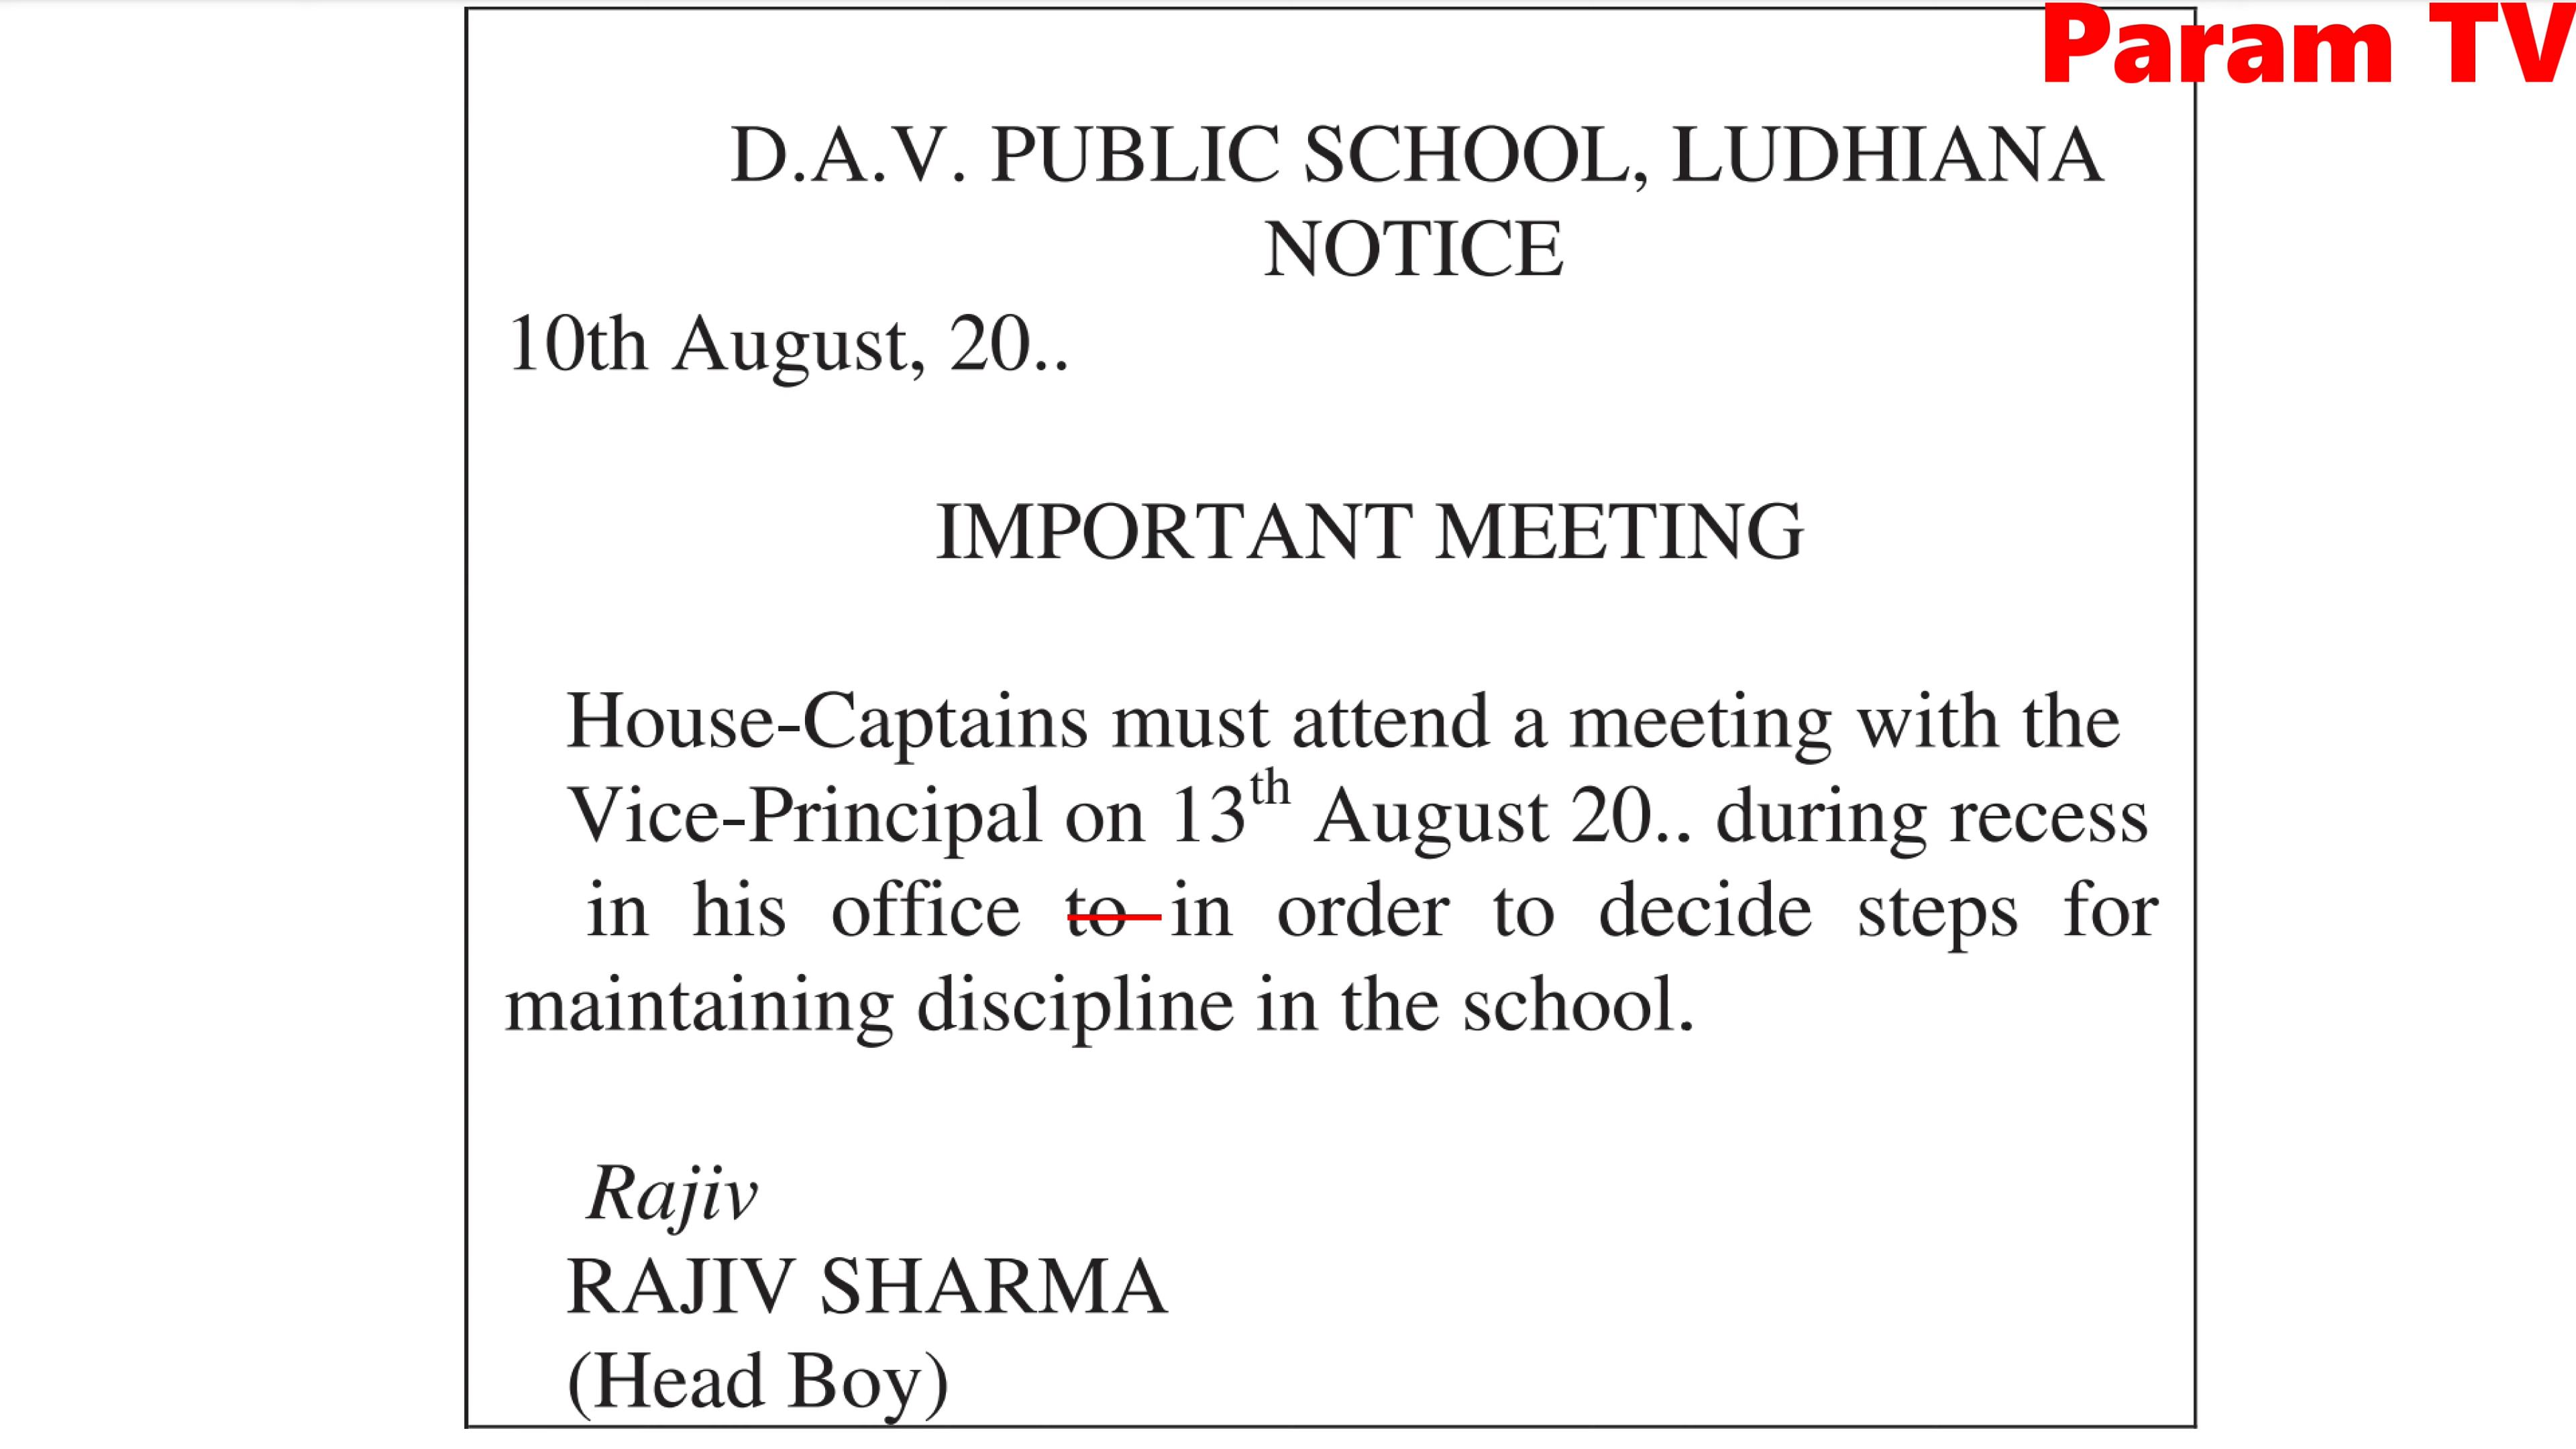 Param TV
D.A.V. PUBLIC SCHOOL, LUDHIANA
NOTICE
10th August, 20..
IMPORTANT MEETING
House-Captains must attend a meeting with the
Vice-Principal on 13th August 20.. during recess
in his office to in order to decide steps for
maintaining discipline in the school.
Rajiv
RAJIV SHARMA
(Head Boy)